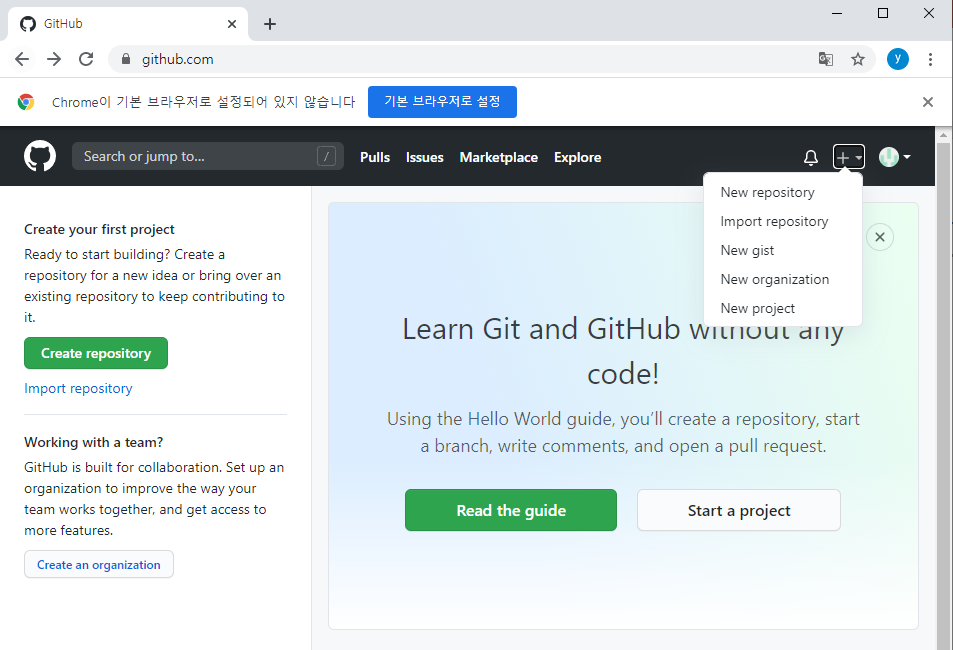 GitHub
github.com
y
Chrome이 기본 브라우저로 설정되어 있지 않습니다 기본 브라우저로 설정
Search or jump to... / Pulls Issues Marketplace Explore
New repository
Import repository
New gist
New organization
New project
Create your first project
Ready to start building? Create a
repository for a new idea or bring over an
existing repository to keep contributing to
it.
Create repository
Import repository
Working with a team?
GitHub is built for collaboration. Set up an
organization to improve the way your
team works together, and get access to
more features.
Create an organization
Learn Git and GitHub without any
code!
Using the Hello World guide, you’ll create a repository, start
a branch, write comments, and open a pull request.
Read the guide Start a project